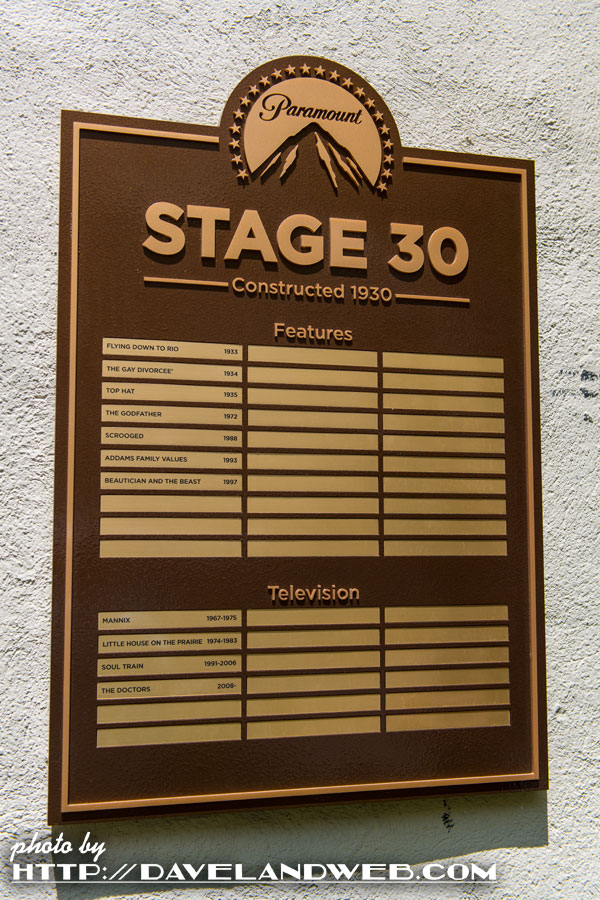 Paramount
STAGE 30
Constructed 1930
Features
FLYING DOWN TO RIO 1933
THE GAY DIVORCEE' 1934
TOP HAT 1935
THE GODFATHER 1972
SCROOGED 1988
ADDAMS FAMILY VALUES 1993
BEAUTICIAN AND THE BEAST 1997
Television
MANNIX 1967-1975
LITTLE HOUSE ON THE PRAIRIE 1974-1983
SOUL TRAIN 1991-2006
THE DOCTORS 2008-
photo by
HTTP://DAVELANDWEB.COM